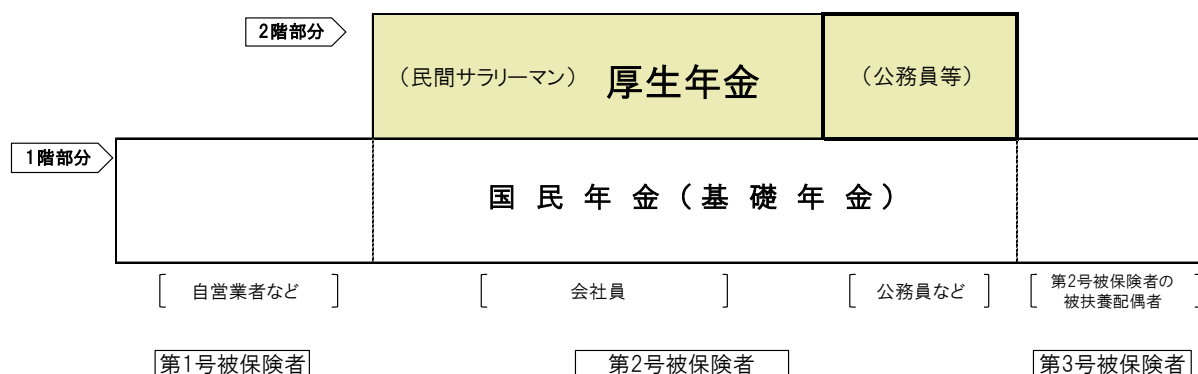 2階部分
（民間サラリーマン） 厚生年金 （公務員等）
1階部分
国民年金（基礎年金）
自営業者など 会社員 公務員など 第2号被保険者の
被扶養配偶者
第1号被保険者 第2号被保険者 第3号被保険者